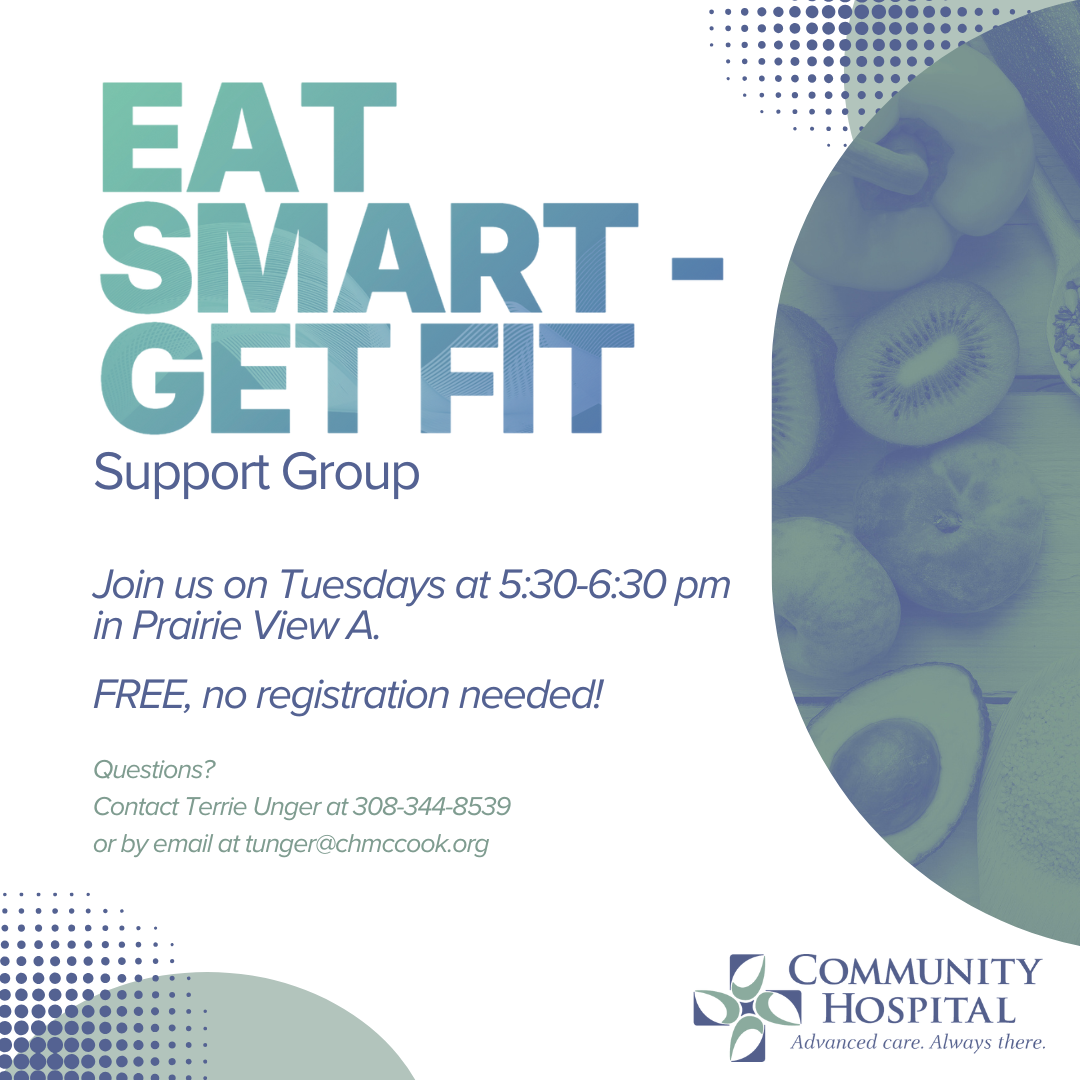 EAT
SMART -
GET FIT
Support Group
Join us on Tuesdays at 5:30-6:30 pm
in Prairie View A.
FREE, no registration needed!
Questions?
Contact Terrie Unger at 308-344-8539
or by email at tunger@chmccook.org
COMMUNITY
HOSPITAL
Advanced care. Always there.